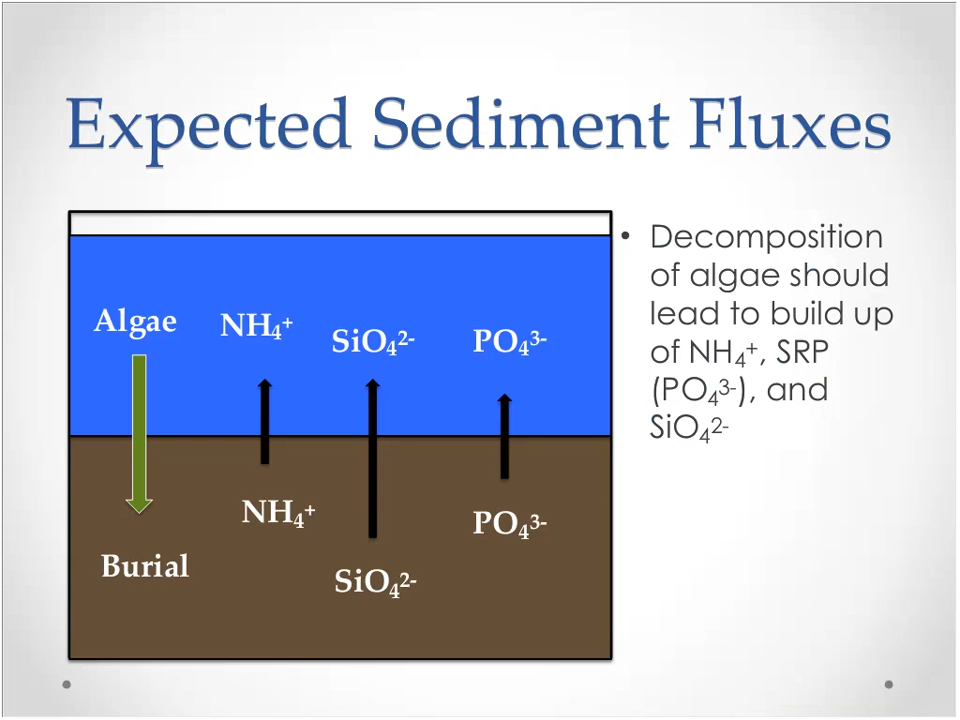 Expected Sediment Fluxes
Algae
NH₄⁺
SiO₄²⁻
PO₄³⁻
NH₄⁺
PO₄³⁻
Burial
SiO₄²⁻
• Decomposition
of algae should
lead to build up
of NH₄⁺, SRP
(PO₄³⁻), and
SiO₄²⁻